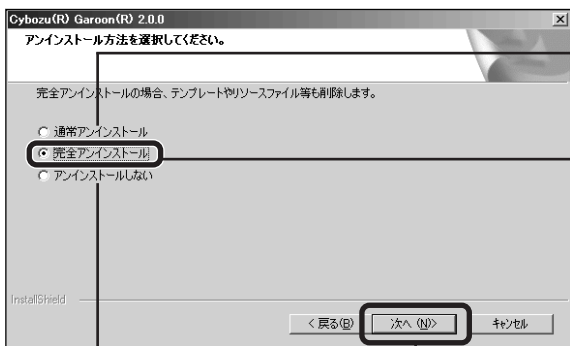 Cybozu(R) Garoon(R) 2.0.0
アンインストール方法を選択してください。
完全アンインストールの場合、テンプレートやリソースファイル等も削除します。
通常アンインストール
完全アンインストール
アンインストールしない
InstallShield
< 戻る(B) 次へ (N)> キャンセル